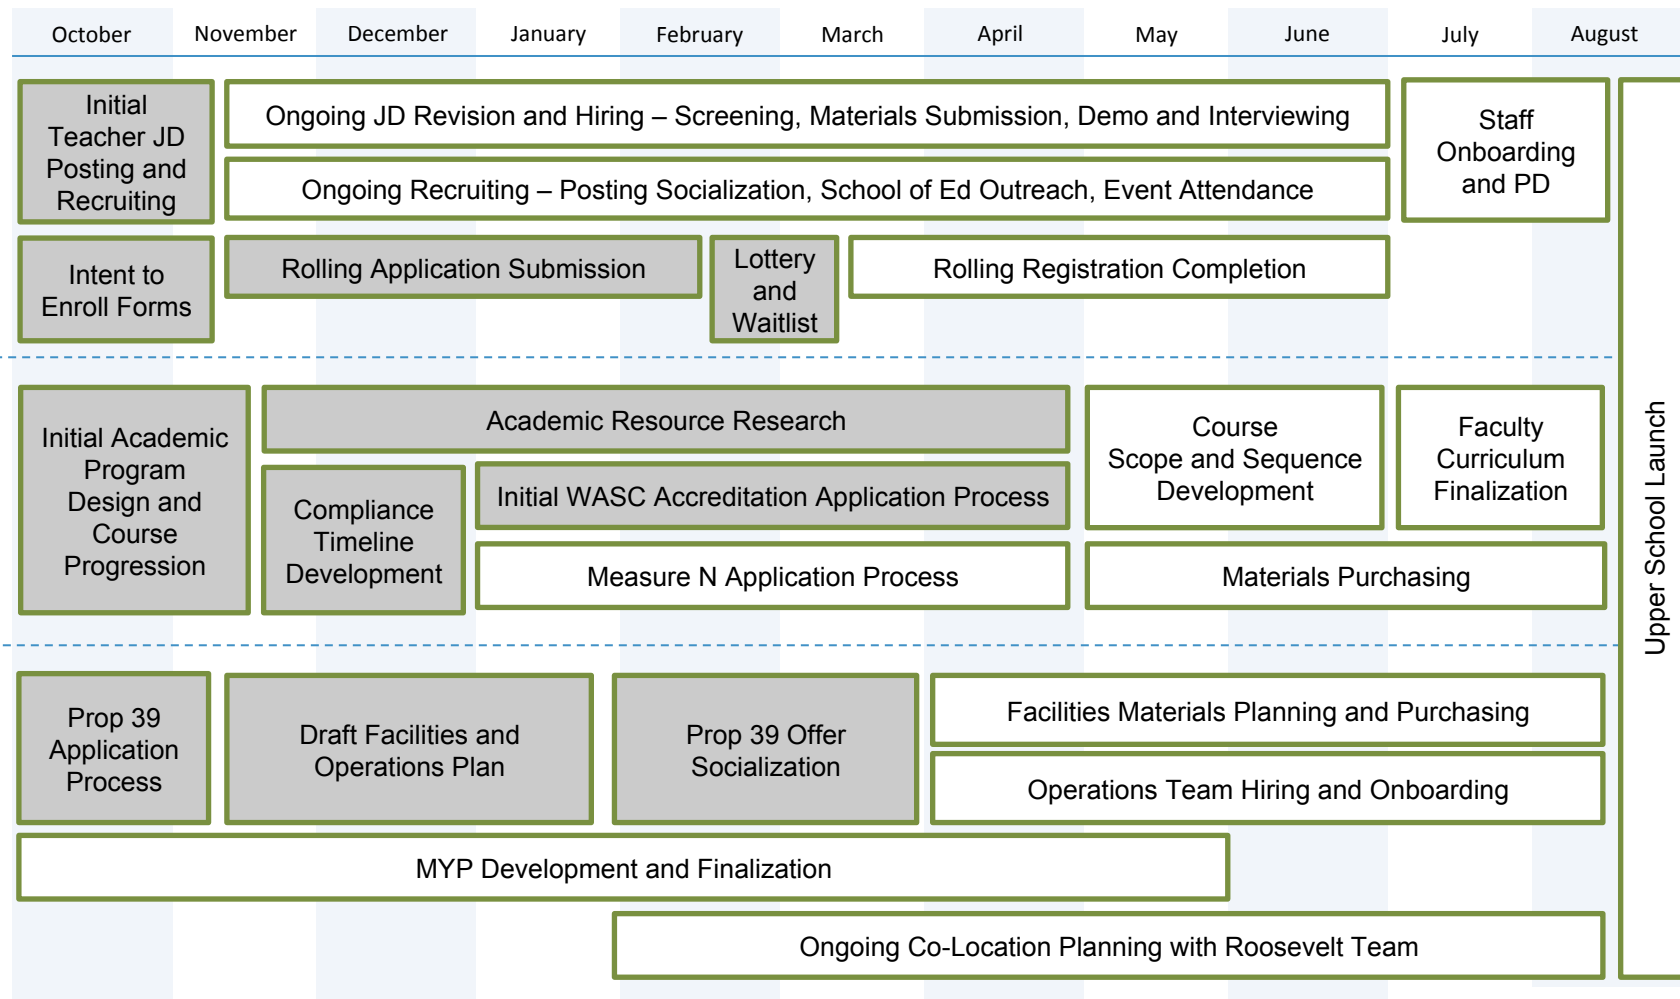 October November December January February March April May June July August
Initial
Teacher JD
Posting and
Recruiting
Ongoing JD Revision and Hiring – Screening, Materials Submission, Demo and Interviewing
Ongoing Recruiting – Posting Socialization, School of Ed Outreach, Event Attendance
Staff
Onboarding
and PD
Intent to
Enroll Forms
Rolling Application Submission
Lottery
and
Waitlist
Rolling Registration Completion
Initial Academic
Program
Design and
Course
Progression
Academic Resource Research
Compliance
Timeline
Development
Initial WASC Accreditation Application Process
Measure N Application Process
Course
Scope and Sequence
Development
Faculty
Curriculum
Finalization
Materials Purchasing
Prop 39
Application
Process
Draft Facilities and
Operations Plan
Prop 39 Offer
Socialization
Facilities Materials Planning and Purchasing
Operations Team Hiring and Onboarding
MYP Development and Finalization
Ongoing Co-Location Planning with Roosevelt Team
Upper School Launch